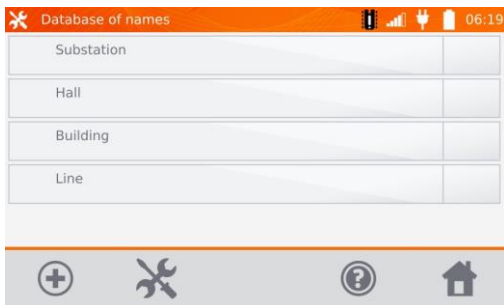 Database of names 06:19
Substation
Hall
Building
Line